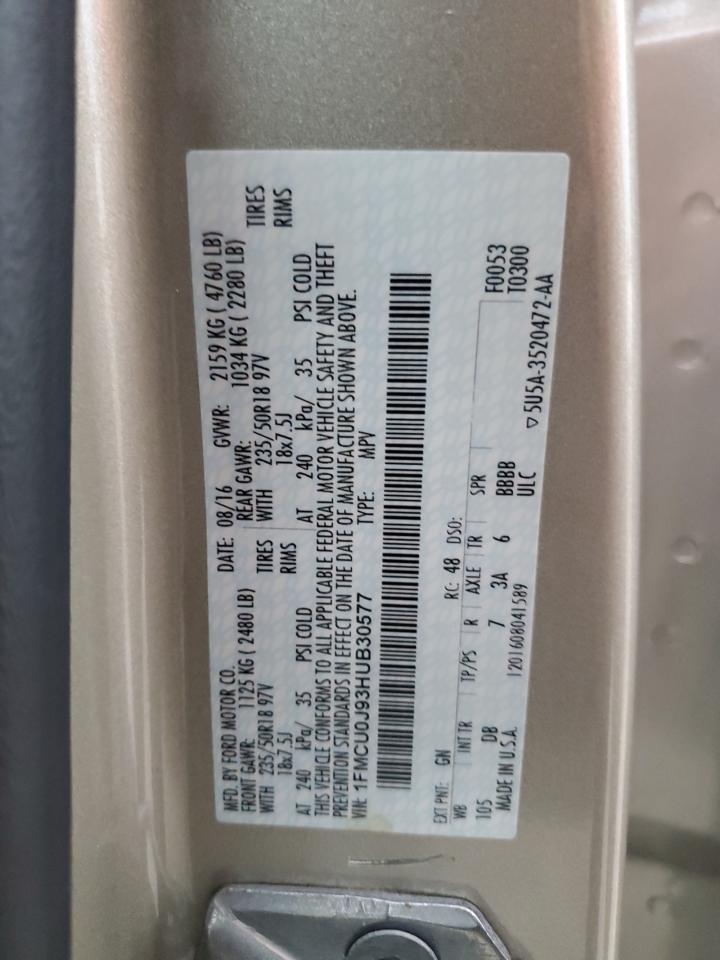 MFD. BY FORD MOTOR CO. DATE: 08/16 GVWR: 2159 KG ( 4760 LB)
FRONT GAWR: 1125 KG ( 2480 LB) REAR GAWR: 1034 KG ( 2280 LB)
WITH 235/50R18 97V TIRES WITH 235/50R18 97V TIRES
18x7.5J RIMS 18x7.5J RIMS
AT 240 kPa/ 35 PSI COLD AT 240 kPa/ 35 PSI COLD
THIS VEHICLE CONFORMS TO ALL APPLICABLE FEDERAL MOTOR VEHICLE SAFETY AND THEFT
PREVENTION STANDARDS IN EFFECT ON THE DATE OF MANUFACTURE SHOWN ABOVE.
VIN: 1FMCU0J93HUB30577 TYPE: MPV
EXT PNT: GN RC: 48 DSO:
WB INT TR TP/PS R AXLE TR SPR F0053
105 DB 7 3A 6 BBBB T0300
MADE IN U.S.A. 1201608041589 ULC ▽5U5A-3520472-AA